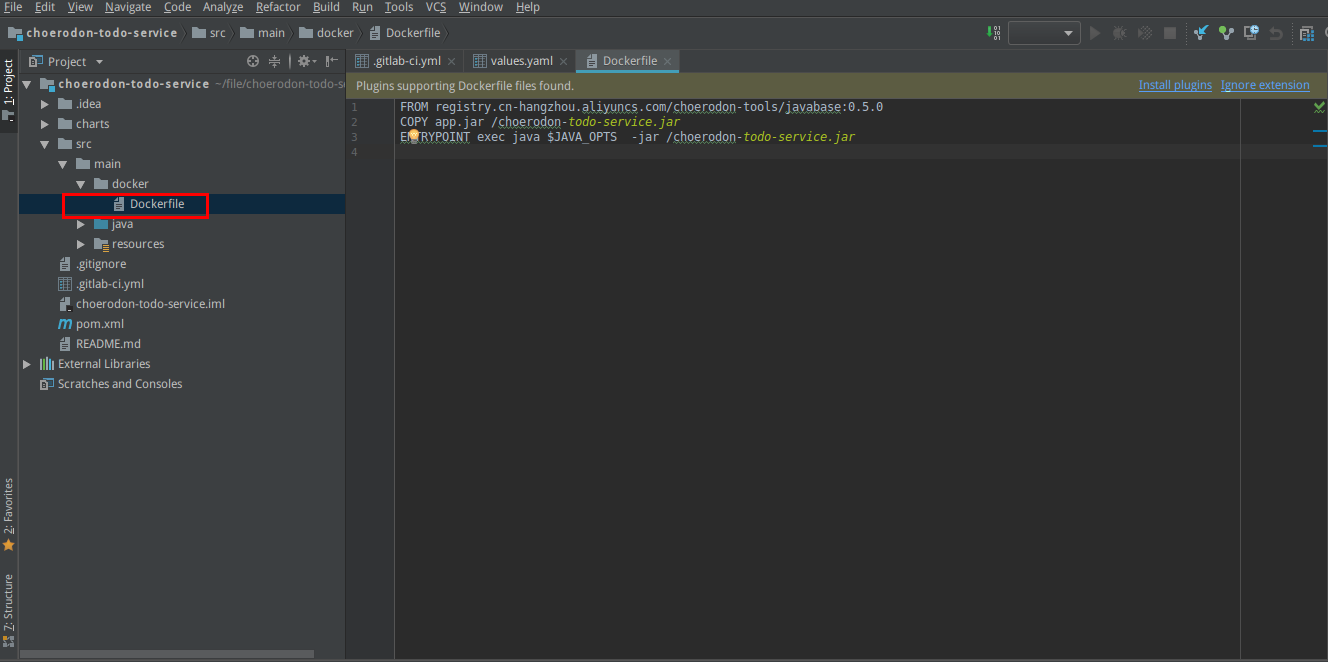 File Edit View Navigate Code Analyze Refactor Build Run Tools VCS Window Help
choerodon-todo-service src main docker Dockerfile
1: Project
Project
choerodon-todo-service ~/file/choerodon-todo-se
.idea
charts
src
main
docker
Dockerfile
java
resources
.gitignore
.gitlab-ci.yml
choerodon-todo-service.iml
pom.xml
README.md
External Libraries
Scratches and Consoles
2: Favorites
7: Structure
.gitlab-ci.yml values.yaml Dockerfile
Plugins supporting Dockerfile files found. Install plugins Ignore extension
1 FROM registry.cn-hangzhou.aliyuncs.com/choerodon-tools/javabase:0.5.0
2 COPY app.jar /choerodon-todo-service.jar
3 ENTRYPOINT exec java $JAVA_OPTS  -jar /choerodon-todo-service.jar
4